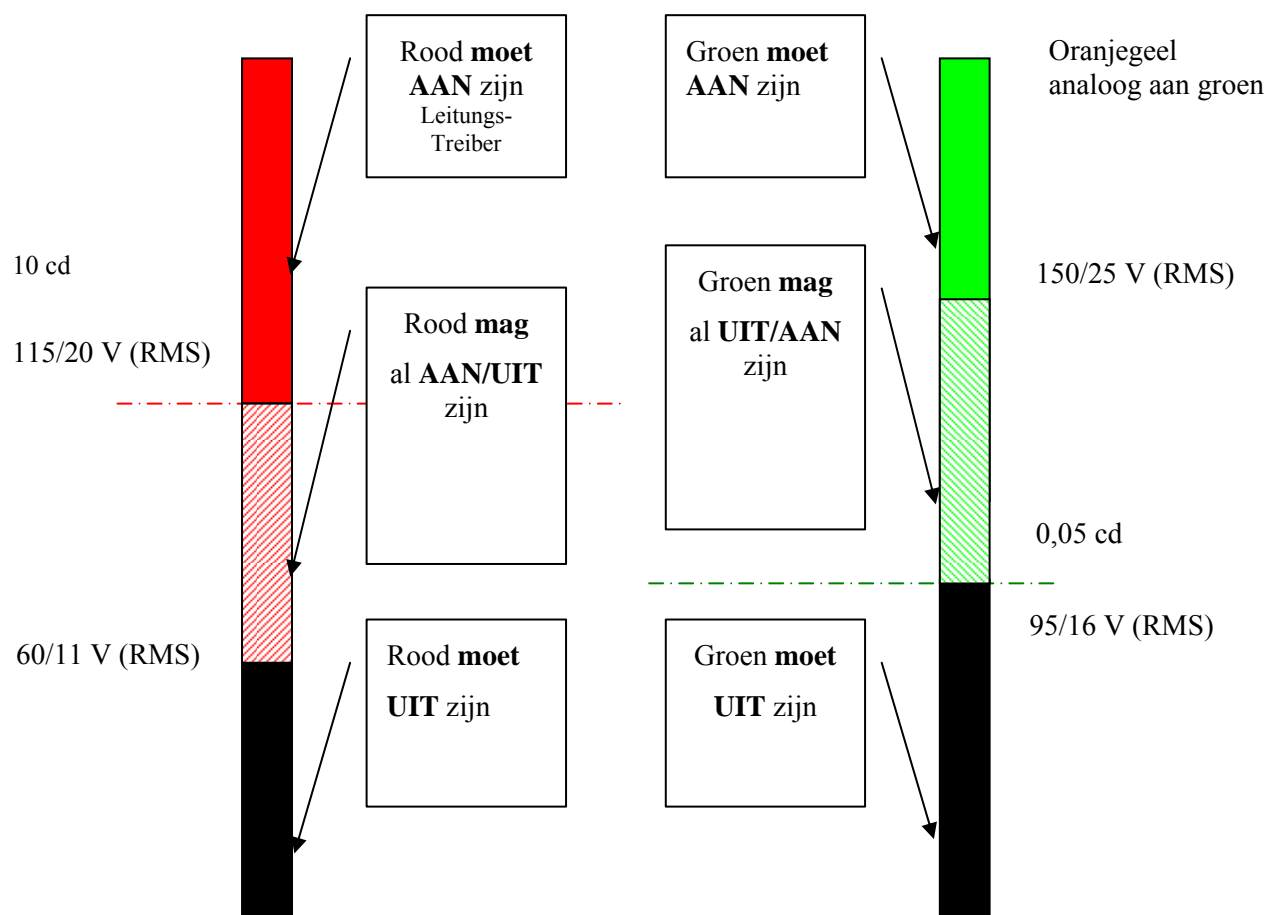 Rood moet
AAN zijn
Leitungs-
Treiber
Groen moet
AAN zijn
Oranjegeel
analoog aan groen
10 cd
115/20 V (RMS)
Rood mag
al AAN/UIT
zijn
Groen mag
al UIT/AAN
zijn
150/25 V (RMS)
0,05 cd
60/11 V (RMS)
Rood moet
UIT zijn
Groen moet
UIT zijn
95/16 V (RMS)